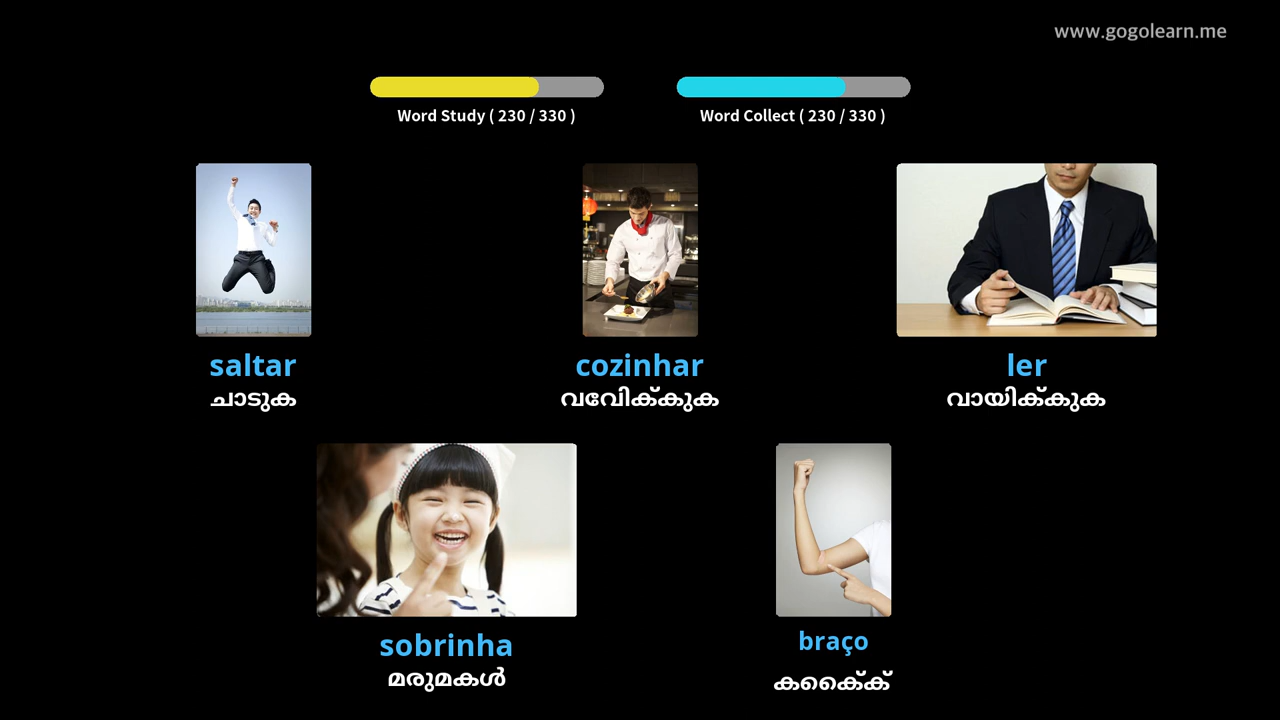 www.gogolearn.me
Word Study ( 230 / 330 )
Word Collect ( 230 / 330 )
saltar
cozinhar
ler
ചാടുക
വവേിക്കുക
വായിക്കുക
sobrinha
braço
മരുമകൾ
കകൈ്ക്